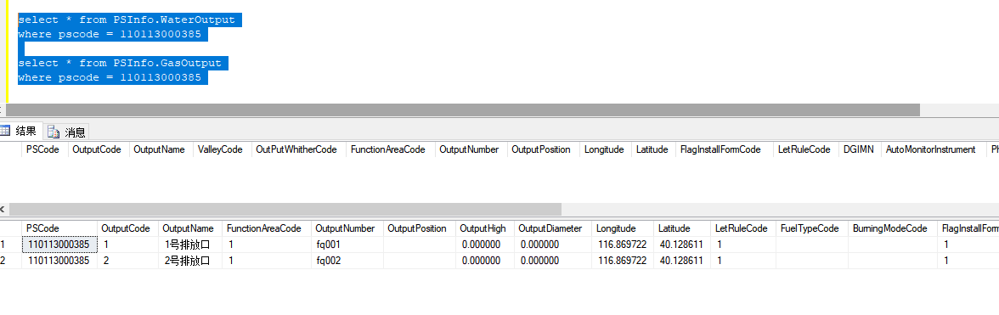 select * from PSInfo.WaterOutput
where pscode = 110113000385
select * from PSInfo.GasOutput
where pscode = 110113000385
结果 消息
PSCode OutputCode OutputName ValleyCode OutPutWhitherCode FunctionAreaCode OutputNumber OutputPosition Longitude Latitude FlagInstallFormCode LetRuleCode DGIMN AutoMonitorInstrument Ph
PSCode OutputCode OutputName FunctionAreaCode OutputNumber OutputPosition OutputHigh OutputDiameter Longitude Latitude LetRuleCode FuelTypeCode BurningModeCode FlagInstallForm
1 110113000385 1 1号排放口 1 fq001 0.000000 0.000000 116.869722 40.128611 1 1
2 110113000385 2 2号排放口 1 fq002 0.000000 0.000000 116.869722 40.128611 1 1